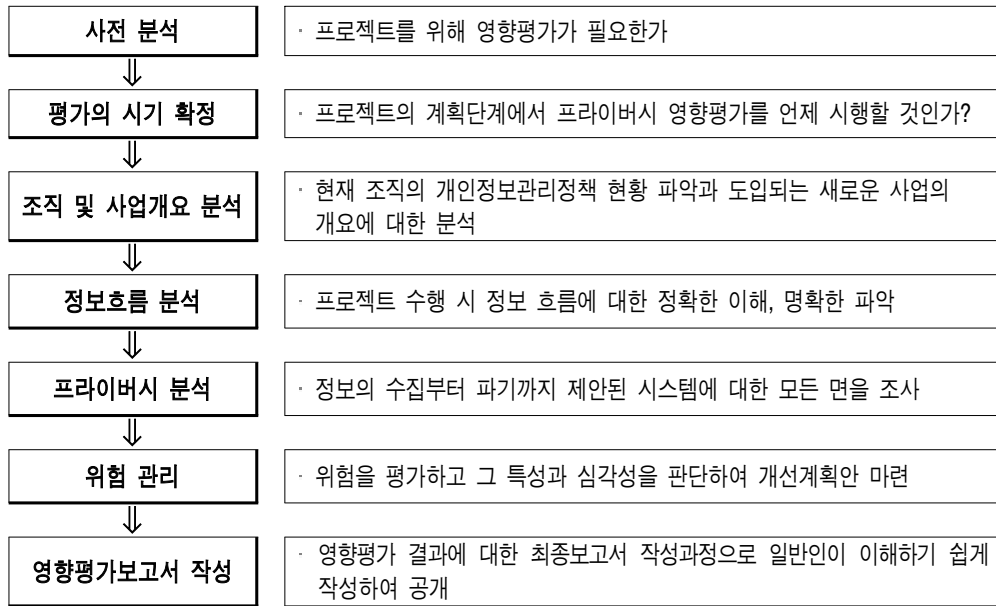 사전 분석
· 프로젝트를 위해 영향평가가 필요한가
⇓
평가의 시기 확정
· 프로젝트의 계획단계에서 프라이버시 영향평가를 언제 시행할 것인가?
⇓
조직 및 사업개요 분석
· 현재 조직의 개인정보관리정책 현황 파악과 도입되는 새로운 사업의
개요에 대한 분석
⇓
정보흐름 분석
· 프로젝트 수행 시 정보 흐름에 대한 정확한 이해, 명확한 파악
⇓
프라이버시 분석
· 정보의 수집부터 파기까지 제안된 시스템에 대한 모든 면을 조사
⇓
위험 관리
· 위험을 평가하고 그 특성과 심각성을 판단하여 개선계획안 마련
⇓
영향평가보고서 작성
· 영향평가 결과에 대한 최종보고서 작성과정으로 일반인이 이해하기 쉽게
작성하여 공개